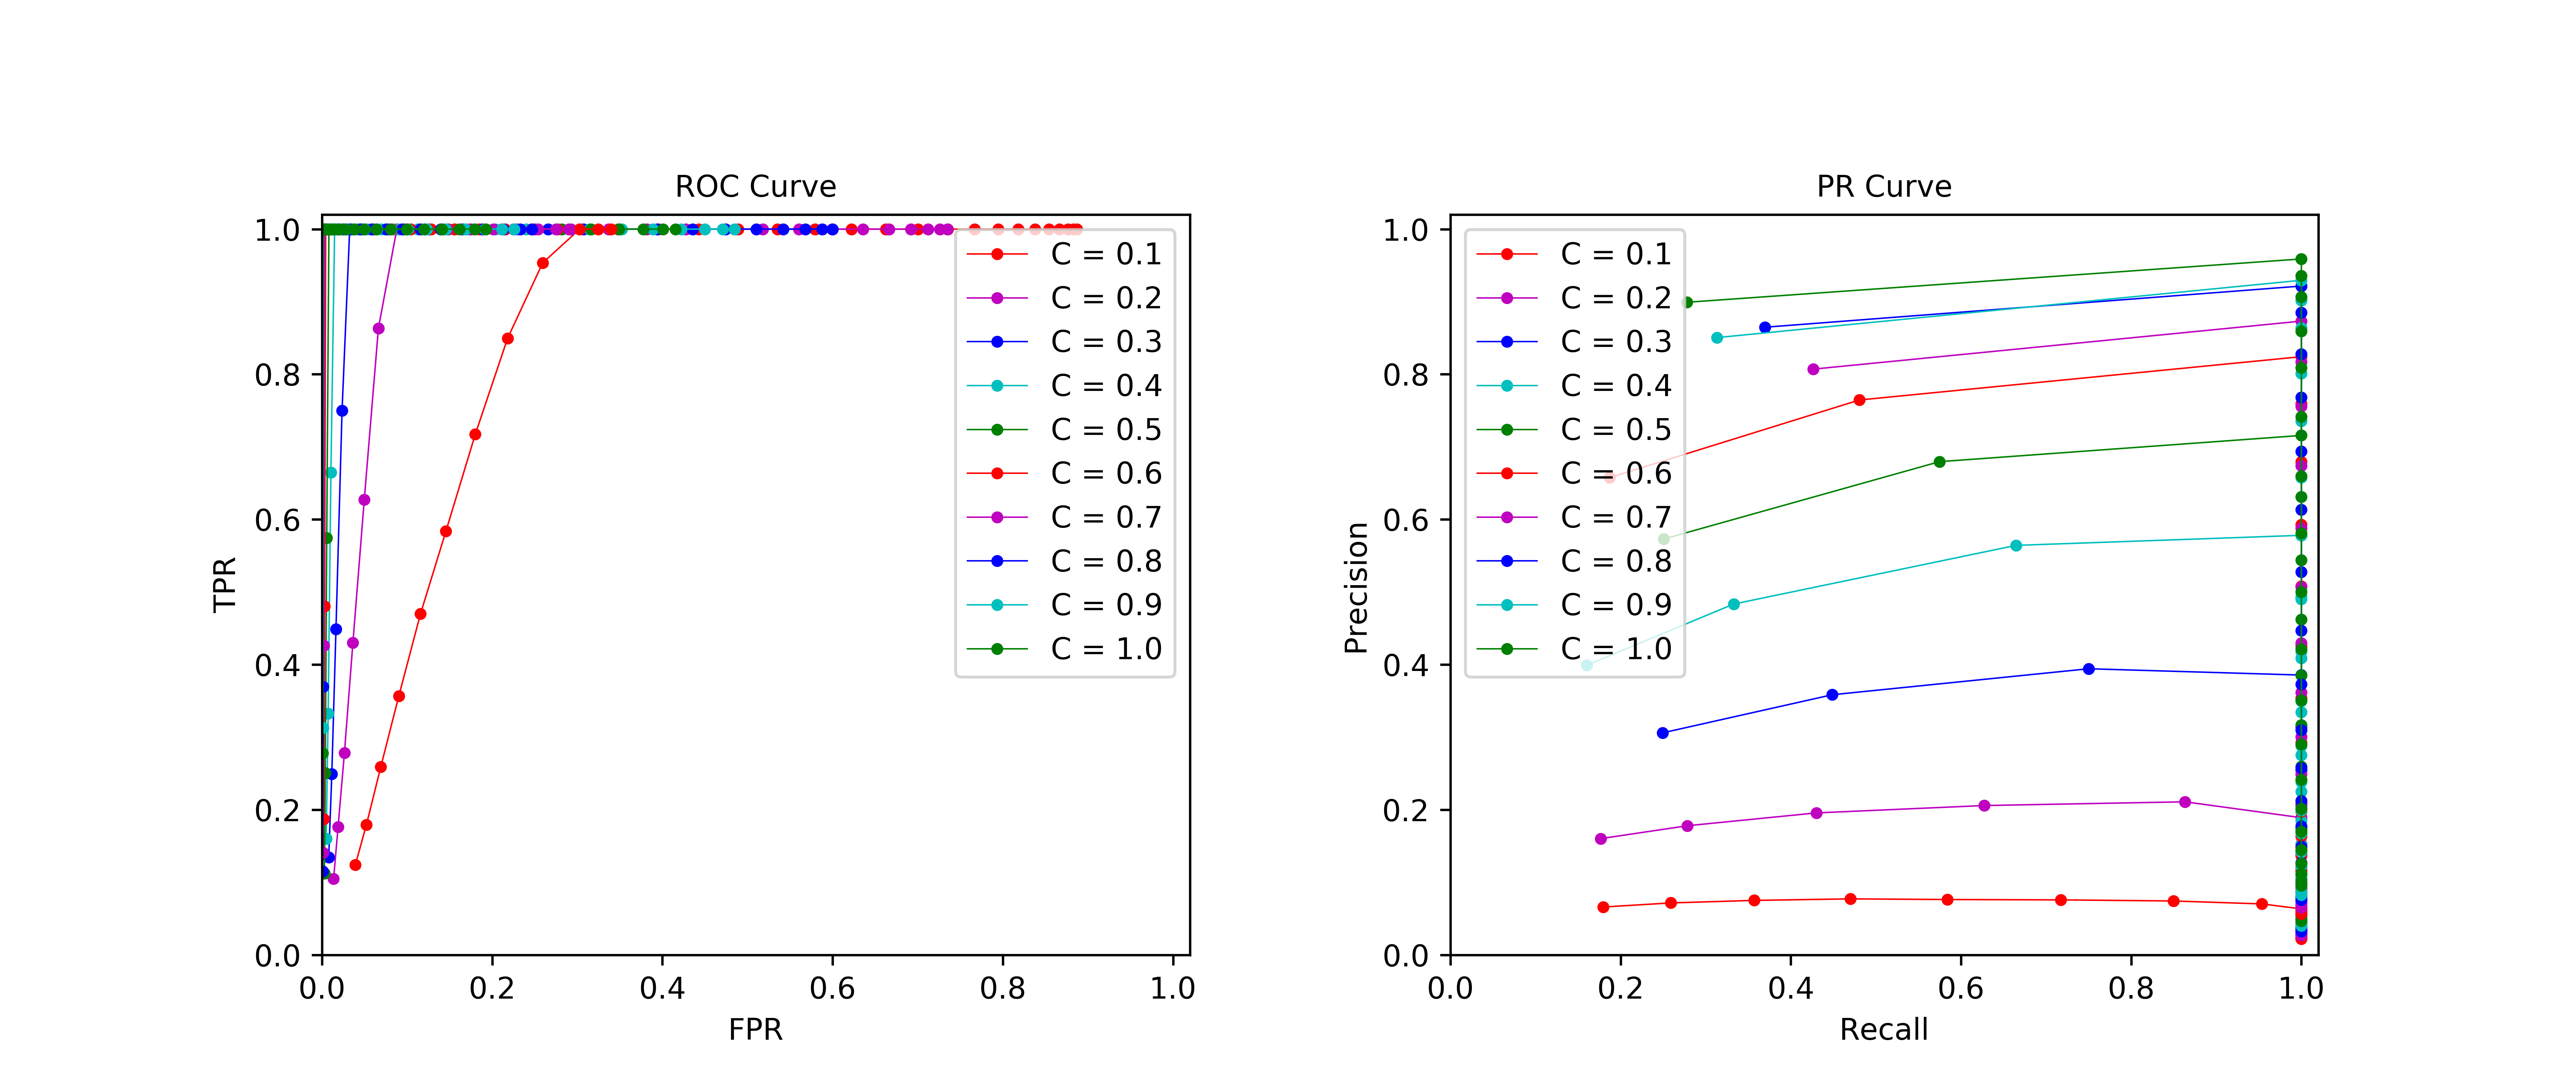 ROC Curve
1.0
0.8
0.6
0.4
0.2
0.0
TPR
0.0 0.2 0.4 0.6 0.8 1.0
FPR
C = 0.1
C = 0.2
C = 0.3
C = 0.4
C = 0.5
C = 0.6
C = 0.7
C = 0.8
C = 0.9
C = 1.0
PR Curve
1.0
0.8
0.6
0.4
0.2
0.0
Precision
0.0 0.2 0.4 0.6 0.8 1.0
Recall
C = 0.1
C = 0.2
C = 0.3
C = 0.4
C = 0.5
C = 0.6
C = 0.7
C = 0.8
C = 0.9
C = 1.0